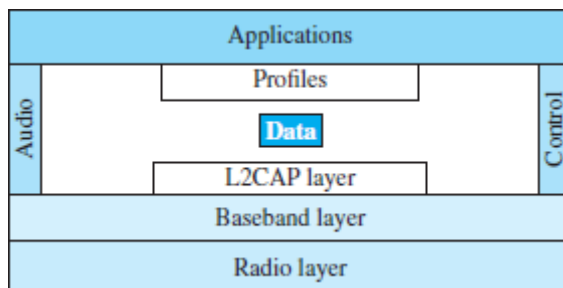 Applications
Profiles
Audio
Data
Control
L2CAP layer
Baseband layer
Radio layer